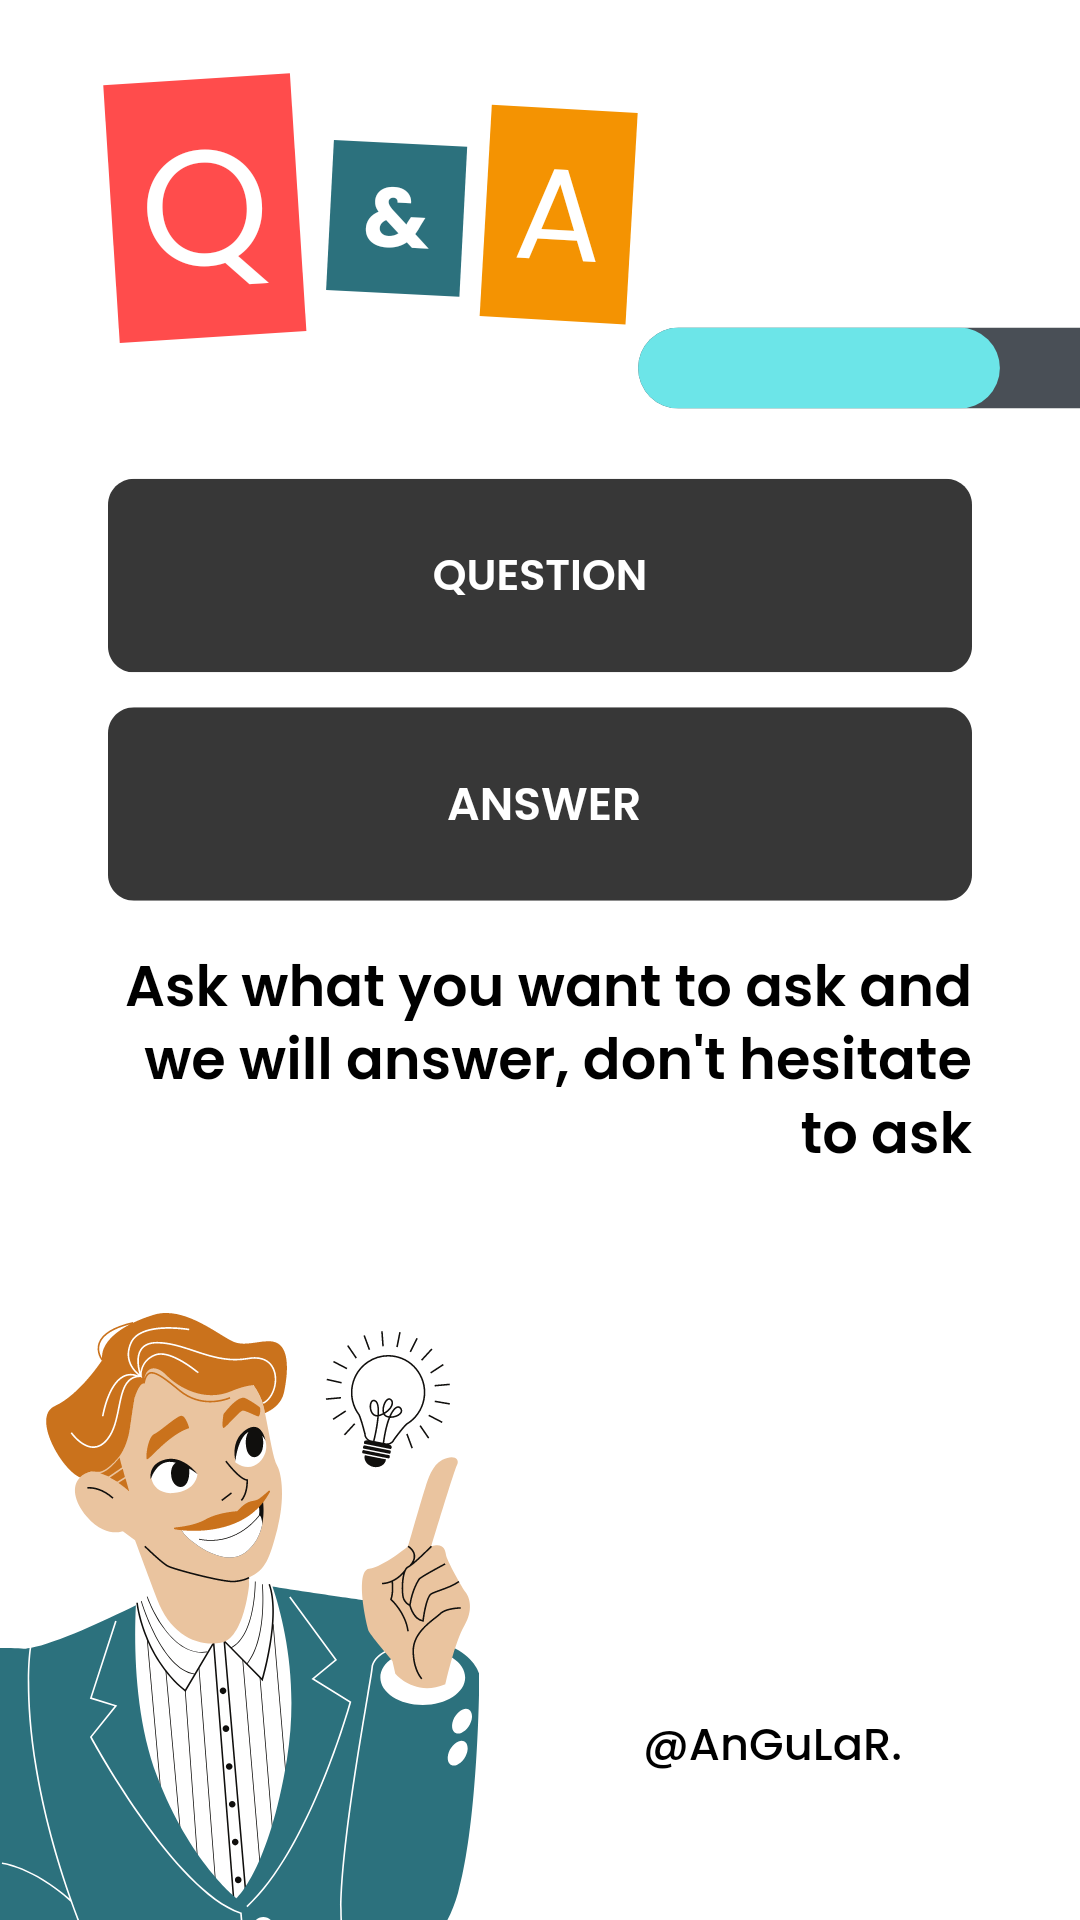 Q & A
QUESTION
ANSWER
Ask what you want to ask and
we will answer, don't hesitate
to ask
@AnGuLaR.